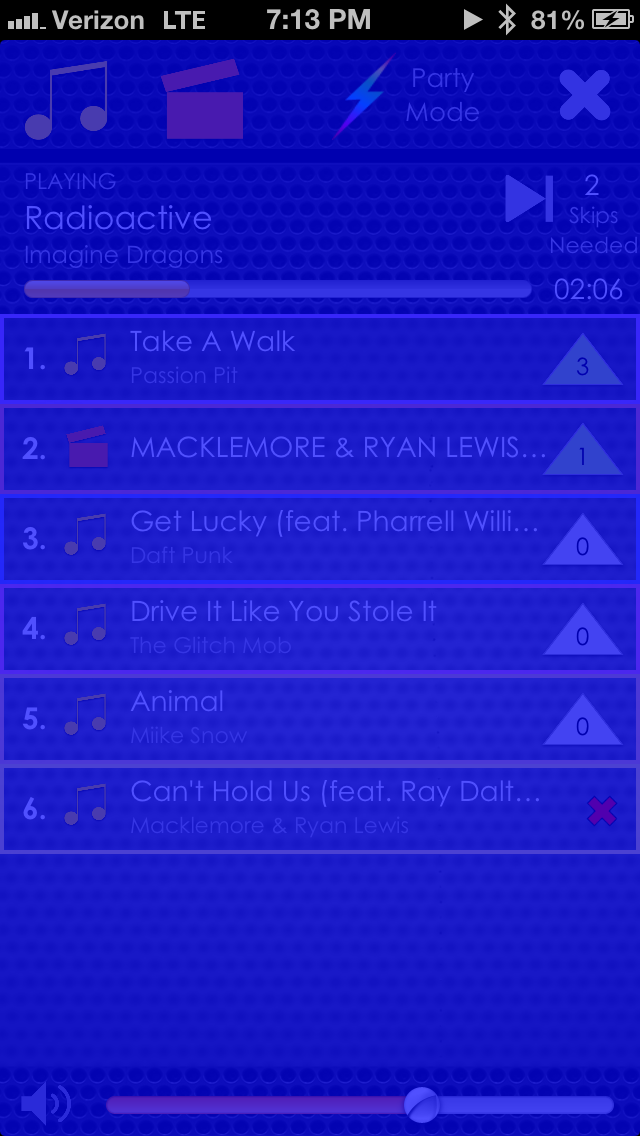 Verizon LTE 7:13 PM 81%
Party
Mode
PLAYING
Radioactive
Imagine Dragons
2
Skips
Needed
02:06
1. Take A Walk
Passion Pit
3
2. MACKLEMORE & RYAN LEWIS...
1
3. Get Lucky (feat. Pharrell Willi...
Daft Punk
0
4. Drive It Like You Stole It
The Glitch Mob
0
5. Animal
Miike Snow
0
6. Can't Hold Us (feat. Ray Dalt...
Macklemore & Ryan Lewis